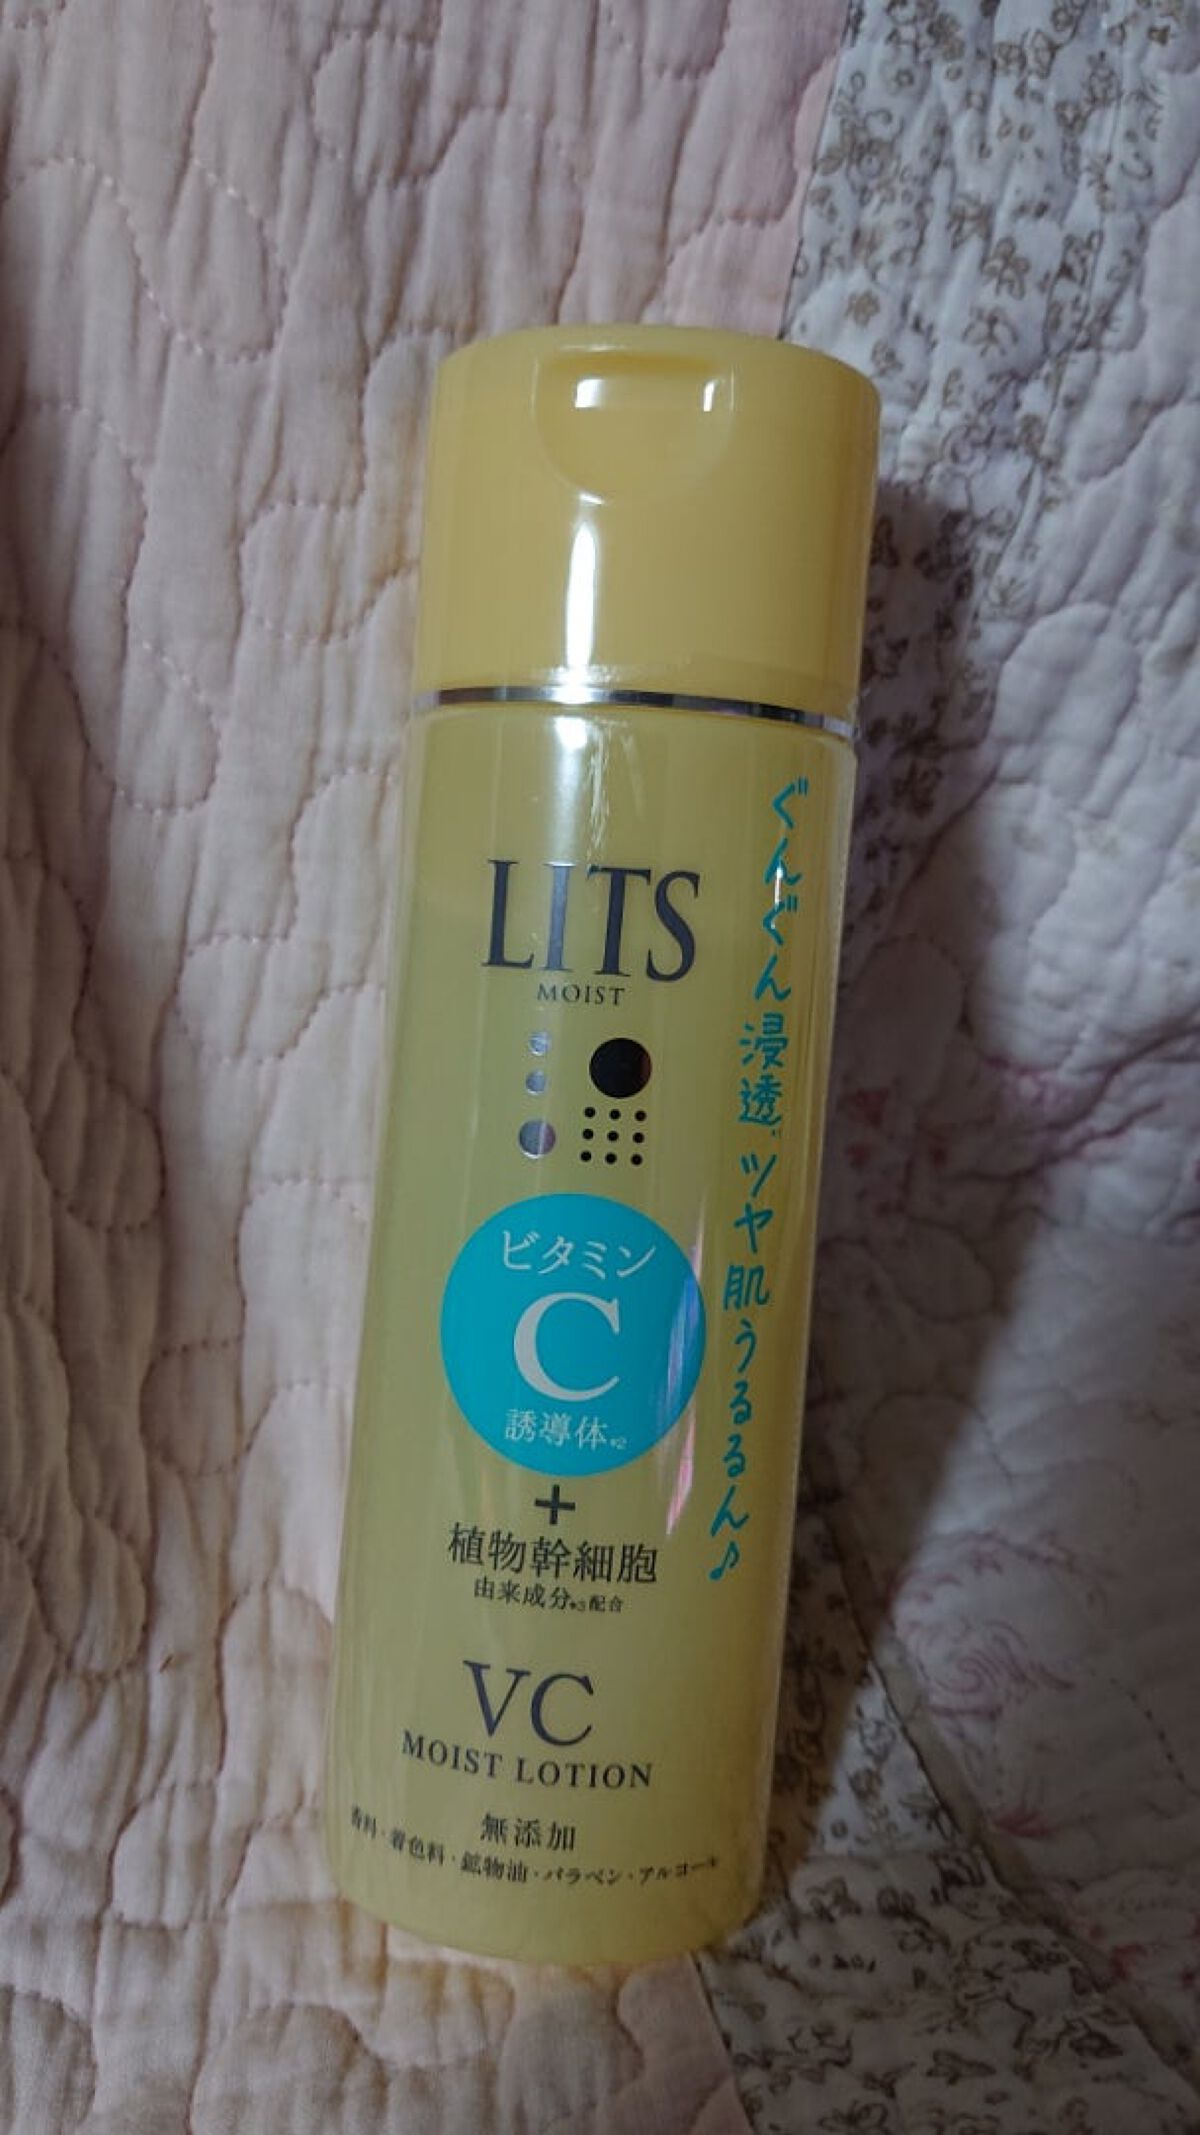 LITS
MOIST
ぐんぐん浸透 ツヤ肌うるるん♪
ビタミン
C
誘導体※2
+
植物幹細胞
由来成分※3配合
VC
MOIST LOTION
無添加
香料・着色料・鉱物油・パラベン・アルコール